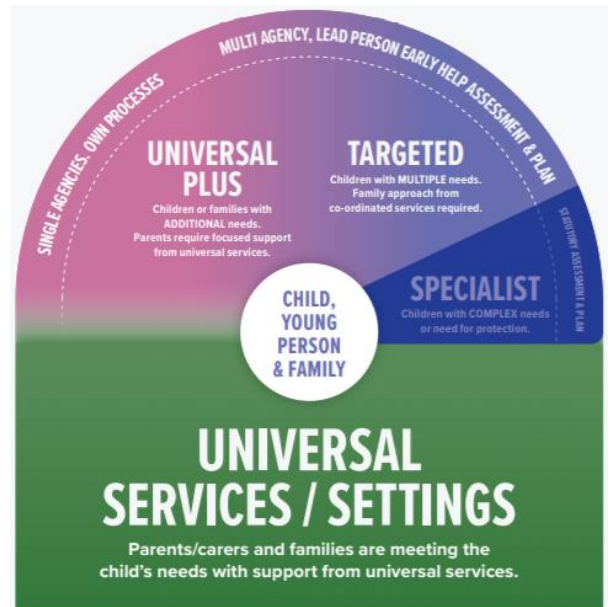 SINGLE AGENCIES. OWN PROCESSES
MULTI AGENCY, LEAD PERSON EARLY HELP ASSESSMENT & PLAN
UNIVERSAL
PLUS
Children or families with
ADDITIONAL needs.
Parents require focused support
from universal services.
TARGETED
Children with MULTIPLE needs.
Family approach from
co-ordinated services required.
STATUTORY ASSESSMENT & PLAN
SPECIALIST
Children with COMPLEX needs
or need for protection.
CHILD,
YOUNG
PERSON
& FAMILY
UNIVERSAL
SERVICES / SETTINGS
Parents/carers and families are meeting the
child's needs with support from universal services.